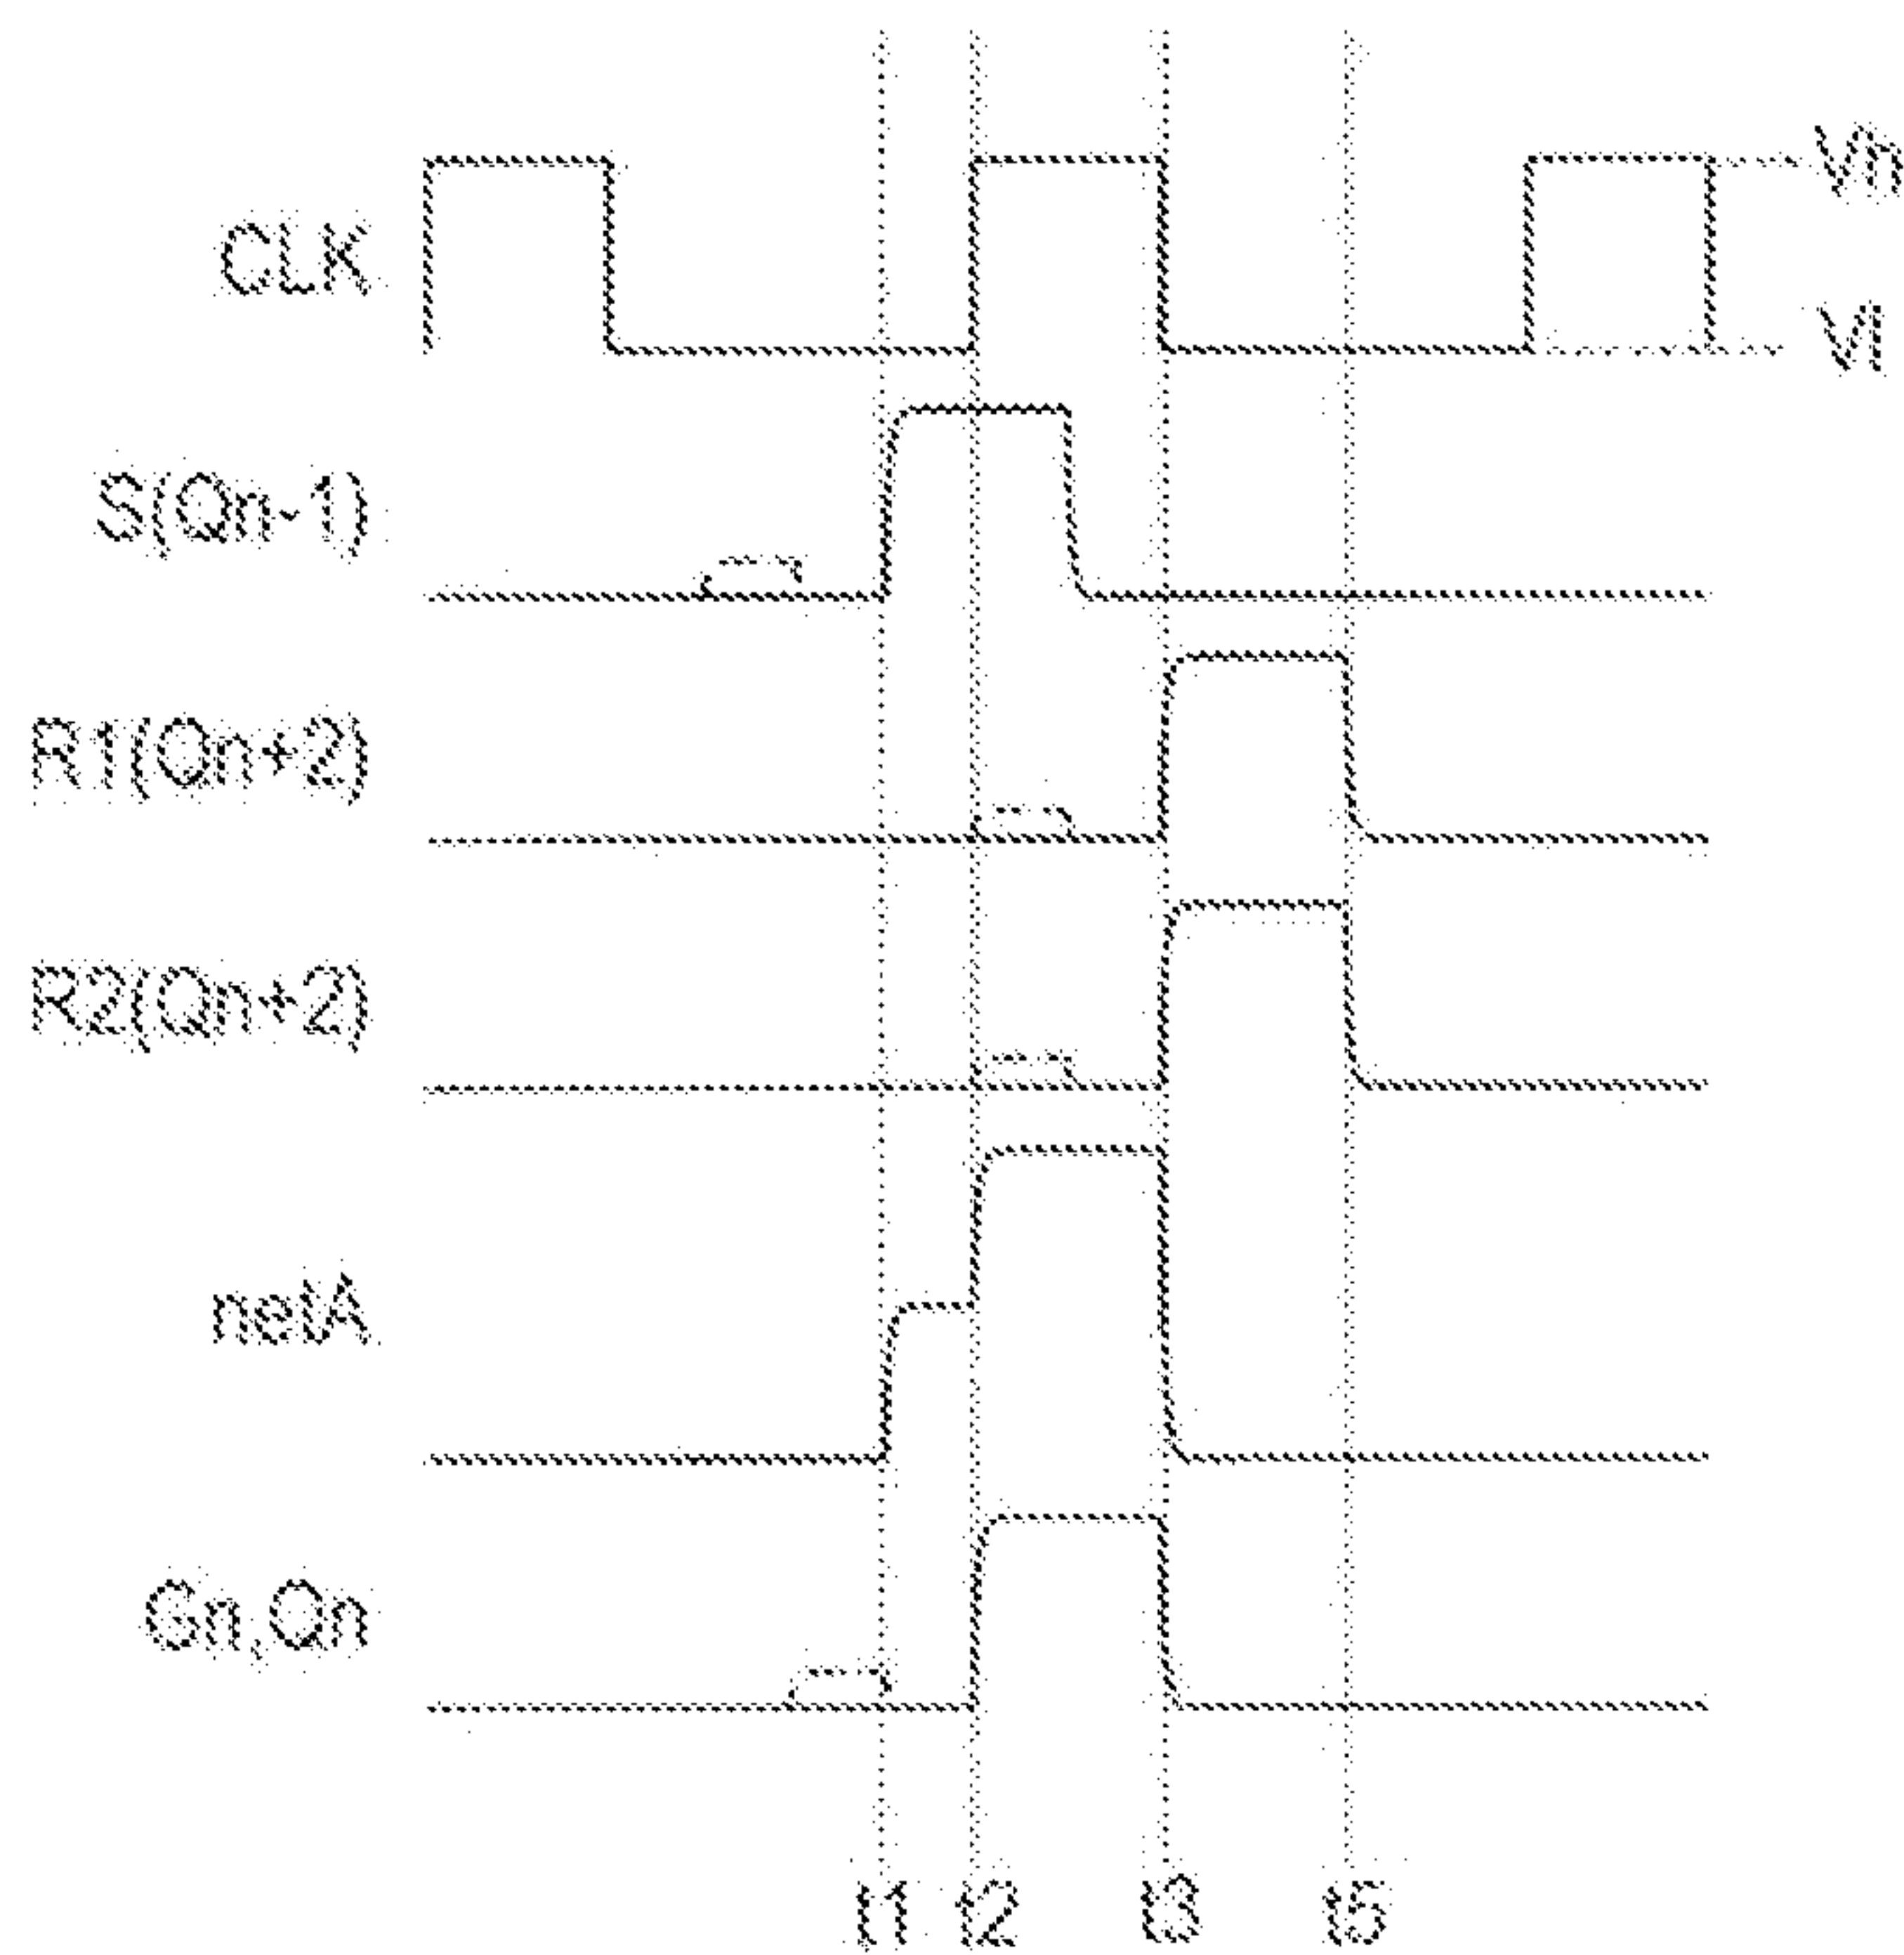 Vh
CLK
Vl
S(Qn-1)
R1(Qn+2)
R2(Qn+2)
netA
Gn,Qn
t1 t2 t3 t5